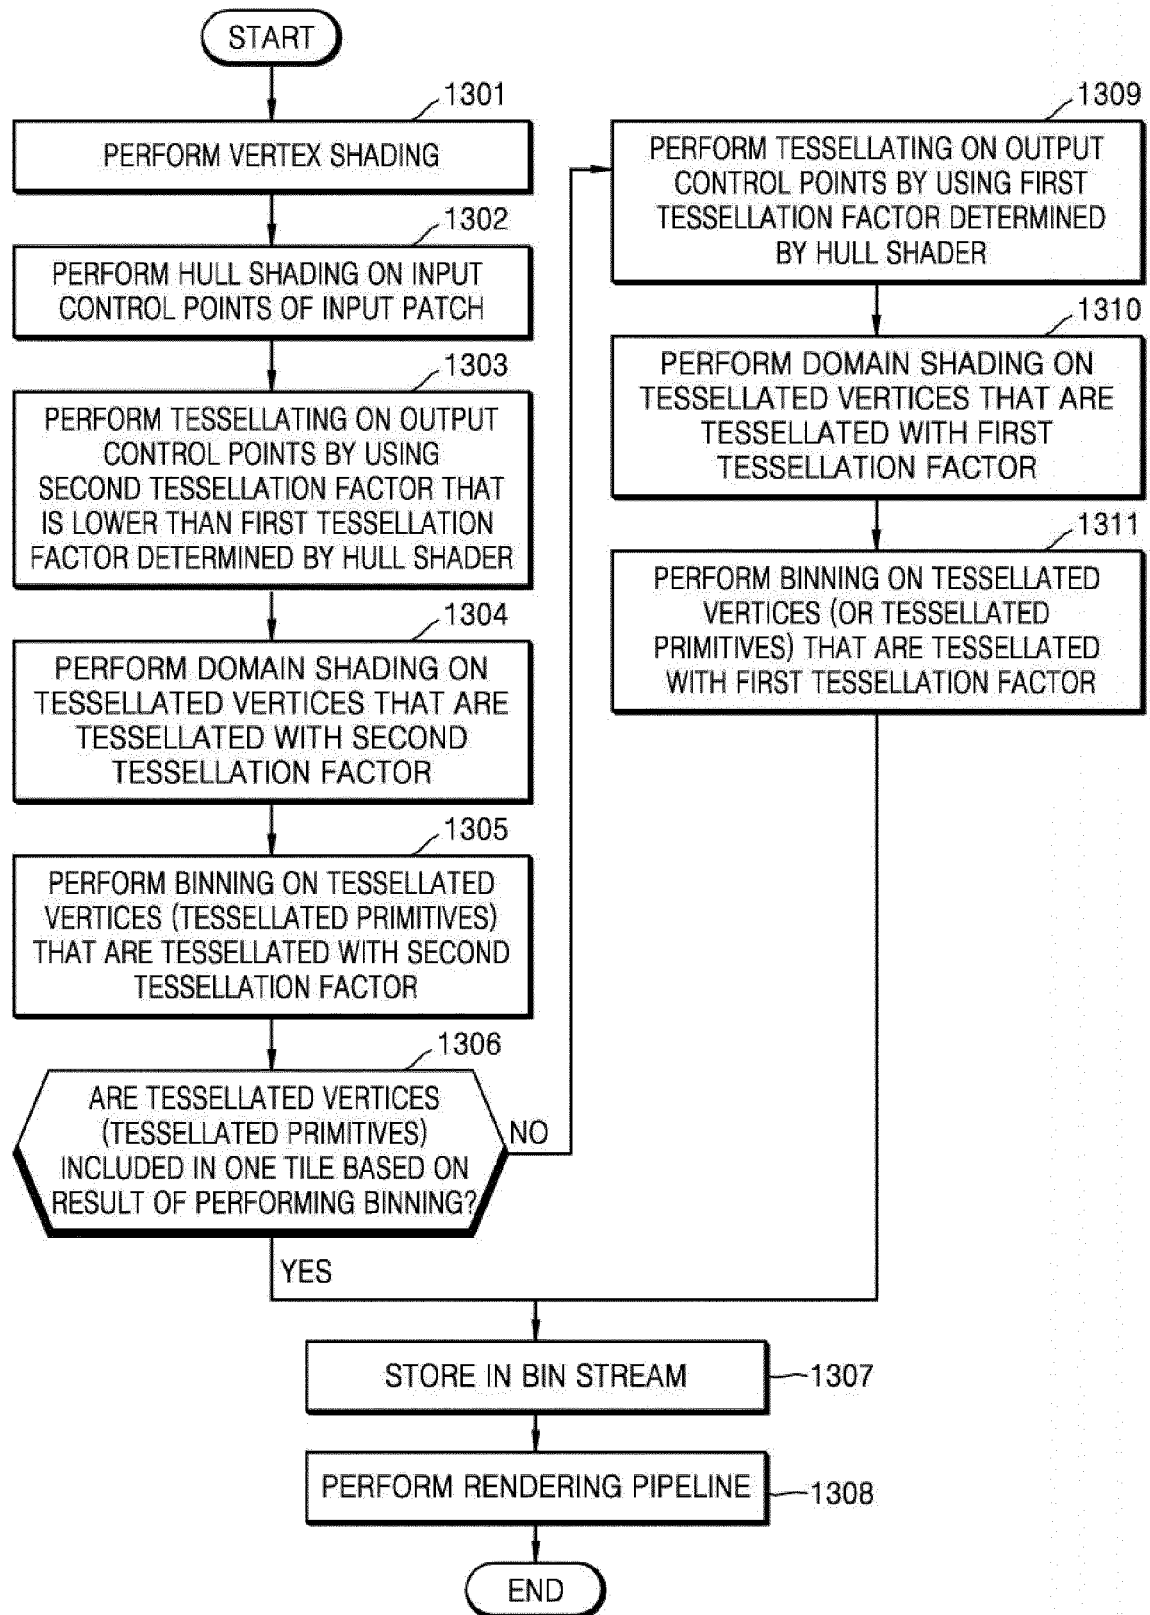 START
1301
PERFORM VERTEX SHADING
1302
PERFORM HULL SHADING ON INPUT
CONTROL POINTS OF INPUT PATCH
1303
PERFORM TESSELLATING ON OUTPUT
CONTROL POINTS BY USING
SECOND TESSELLATION FACTOR THAT
IS LOWER THAN FIRST TESSELLATION
FACTOR DETERMINED BY HULL SHADER
1304
PERFORM DOMAIN SHADING ON
TESSELLATED VERTICES THAT ARE
TESSELLATED WITH SECOND
TESSELLATION FACTOR
1305
PERFORM BINNING ON TESSELLATED
VERTICES (TESSELLATED PRIMITIVES)
THAT ARE TESSELLATED WITH SECOND
TESSELLATION FACTOR
1306
ARE TESSELLATED VERTICES
(TESSELLATED PRIMITIVES)
INCLUDED IN ONE TILE BASED ON
RESULT OF PERFORMING BINNING?
NO
YES
1309
PERFORM TESSELLATING ON OUTPUT
CONTROL POINTS BY USING FIRST
TESSELLATION FACTOR DETERMINED
BY HULL SHADER
1310
PERFORM DOMAIN SHADING ON
TESSELLATED VERTICES THAT ARE
TESSELLATED WITH FIRST
TESSELLATION FACTOR
1311
PERFORM BINNING ON TESSELLATED
VERTICES (OR TESSELLATED
PRIMITIVES) THAT ARE TESSELLATED
WITH FIRST TESSELLATION FACTOR
STORE IN BIN STREAM
1307
PERFORM RENDERING PIPELINE
1308
END